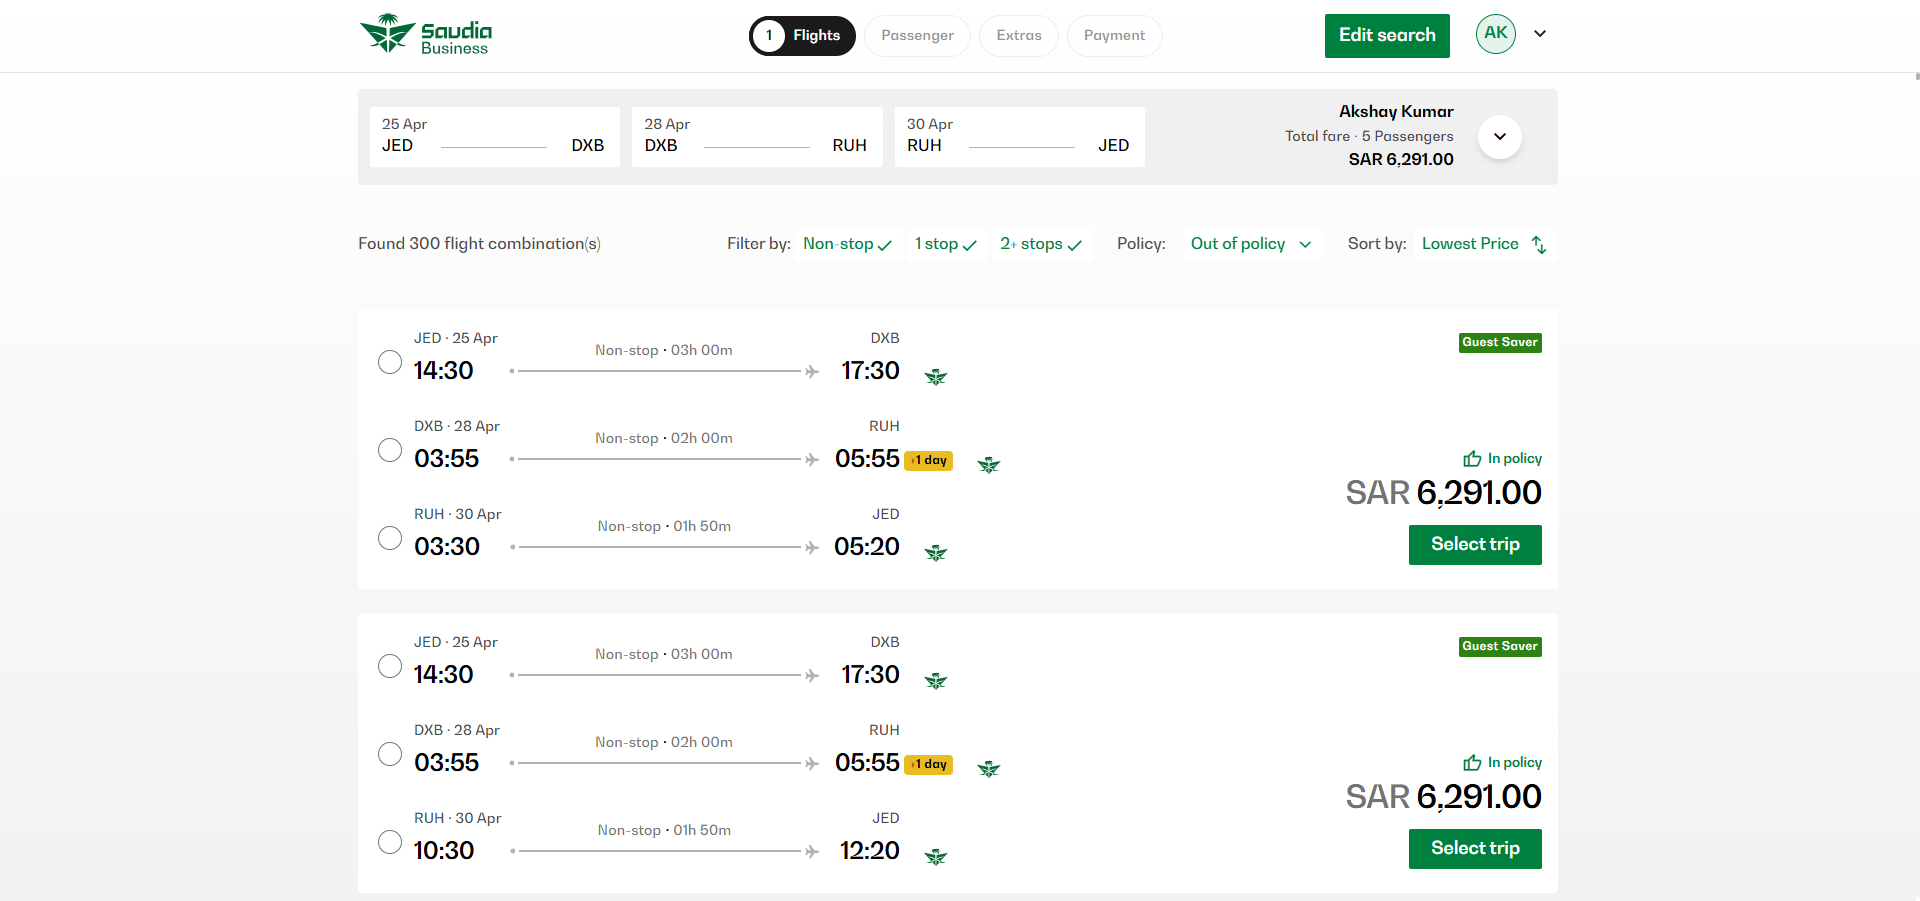 Saudia
Business
1 Flights
Passenger
Extras
Payment
Edit search
AK
25 Apr
JED DXB
28 Apr
DXB RUH
30 Apr
RUH JED
Akshay Kumar
Total fare · 5 Passengers
SAR 6,291.00
Found 300 flight combination(s)
Filter by: Non-stop 1 stop 2+ stops
Policy: Out of policy
Sort by: Lowest Price
JED · 25 Apr
14:30
Non-stop · 03h 00m
DXB
17:30
Guest Saver
DXB · 28 Apr
03:55
Non-stop · 02h 00m
RUH
05:55 +1 day
RUH · 30 Apr
03:30
Non-stop · 01h 50m
JED
05:20
In policy
SAR 6,291.00
Select trip
JED · 25 Apr
14:30
Non-stop · 03h 00m
DXB
17:30
Guest Saver
DXB · 28 Apr
03:55
Non-stop · 02h 00m
RUH
05:55 +1 day
RUH · 30 Apr
10:30
Non-stop · 01h 50m
JED
12:20
In policy
SAR 6,291.00
Select trip